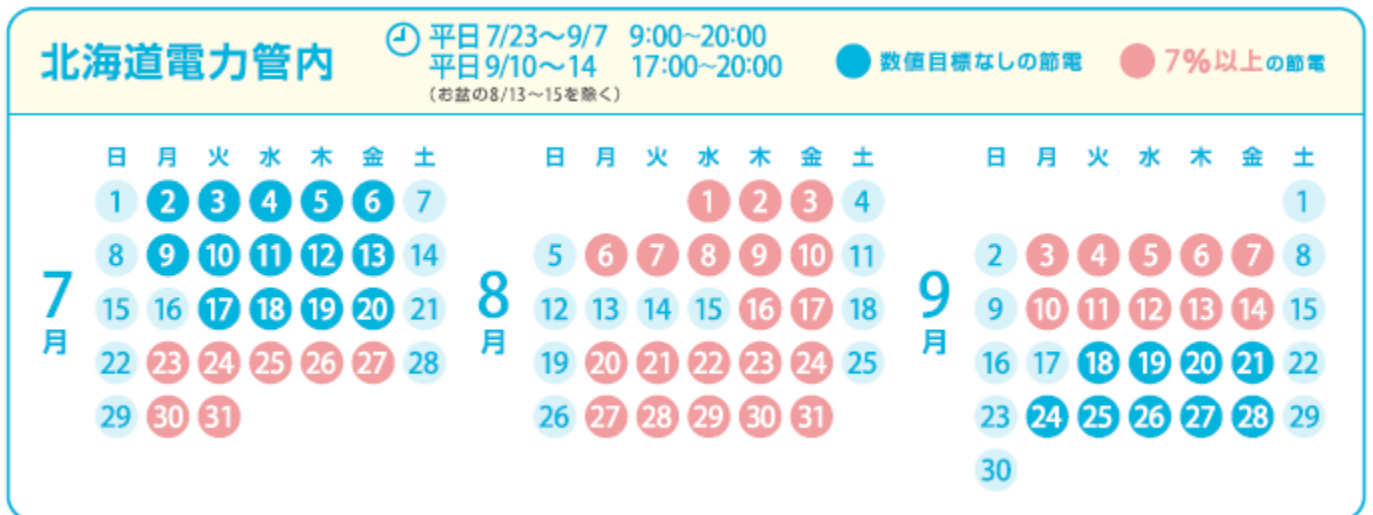 北海道電力管内
平日7/23〜9/7 9:00~20:00
平日9/10〜14 17:00~20:00
(お盆の8/13〜15を除く)
数値目標なしの節電
7%以上の節電
7月
日 月 火 水 木 金 土
1 2 3 4 5 6 7
8 9 10 11 12 13 14
15 16 17 18 19 20 21
22 23 24 25 26 27 28
29 30 31
8月
日 月 火 水 木 金 土
1 2 3 4
5 6 7 8 9 10 11
12 13 14 15 16 17 18
19 20 21 22 23 24 25
26 27 28 29 30 31
9月
日 月 火 水 木 金 土
1
2 3 4 5 6 7 8
9 10 11 12 13 14 15
16 17 18 19 20 21 22
23 24 25 26 27 28 29
30